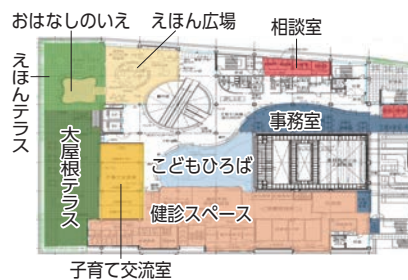 おはなしのいえ
えほん広場
相談室
えほんテラス
大屋根テラス
事務室
こどもひろば
健診スペース
子育て交流室